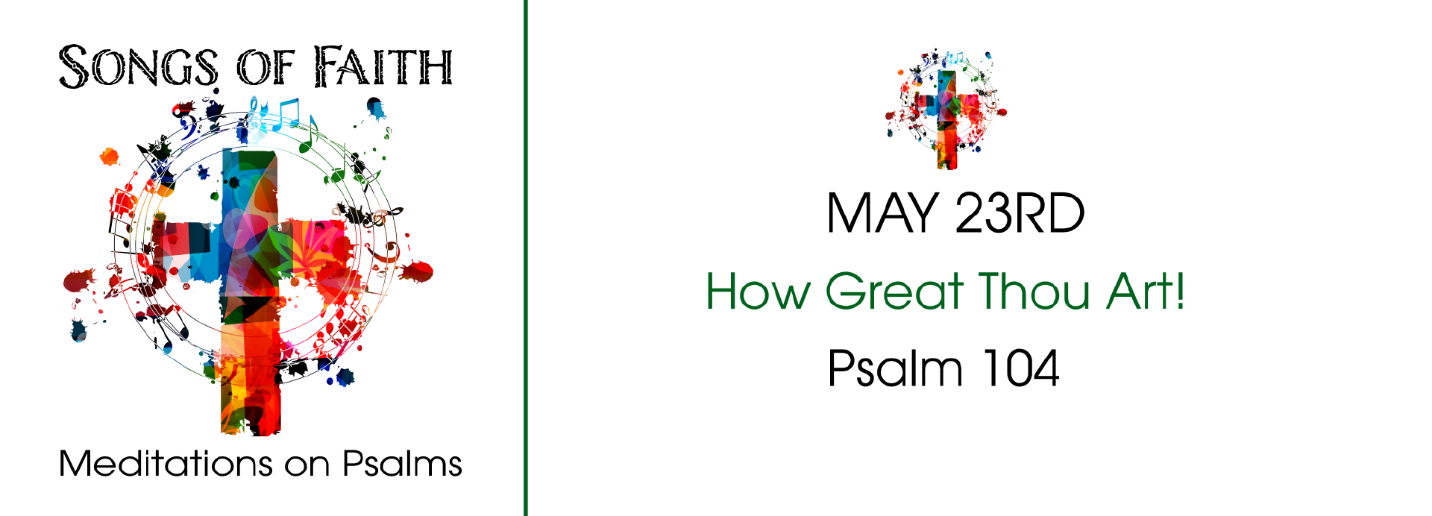 SONGS OF FAITH
Meditations on Psalms
MAY 23RD
How Great Thou Art!
Psalm 104